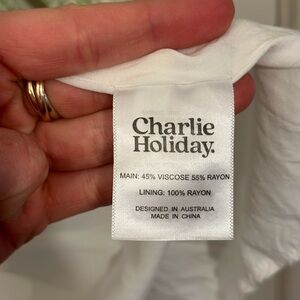 Charlie
Holiday.
MAIN: 45% VISCOSE 55% RAYON
LINING: 100% RAYON
DESIGNED IN AUSTRALIA
MADE IN CHINA